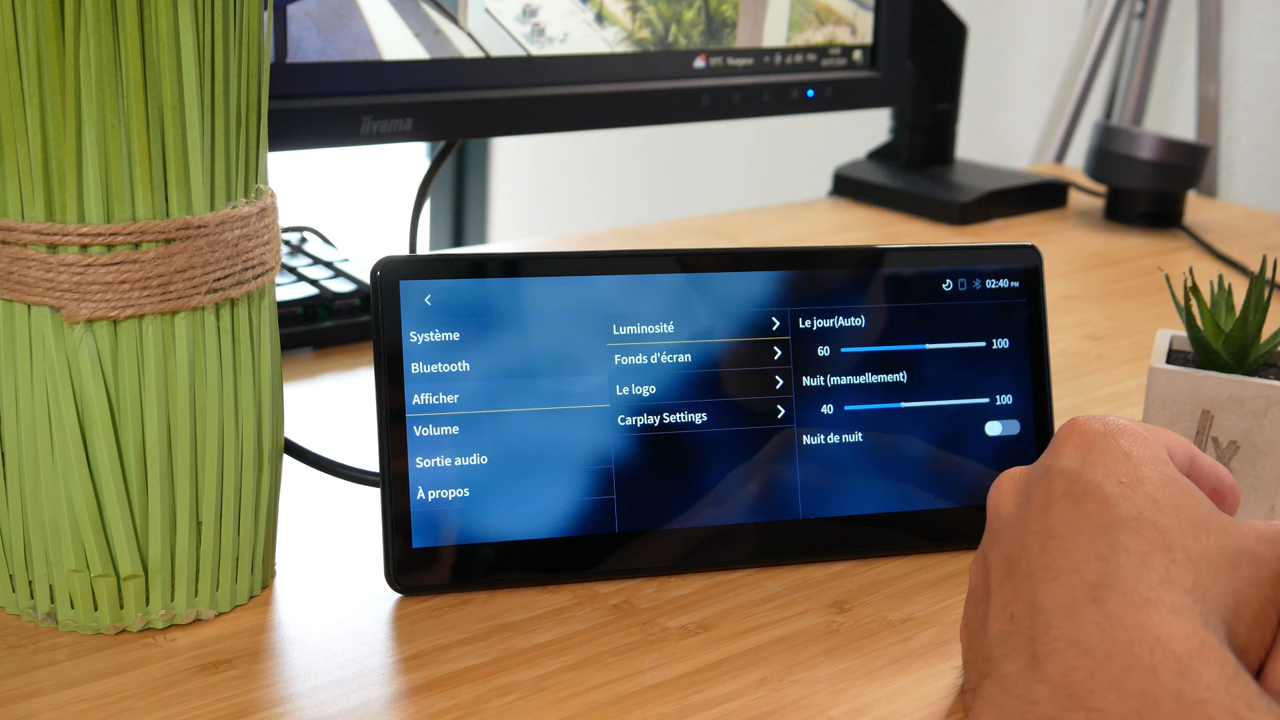 iiyama
02:40 PM
Système
Bluetooth
Afficher
Volume
Sortie audio
À propos
Luminosité
Fonds d'écran
Le logo
Carplay Settings
Le jour(Auto)
60 100
Nuit (manuellement)
40 100
Nuit de nuit